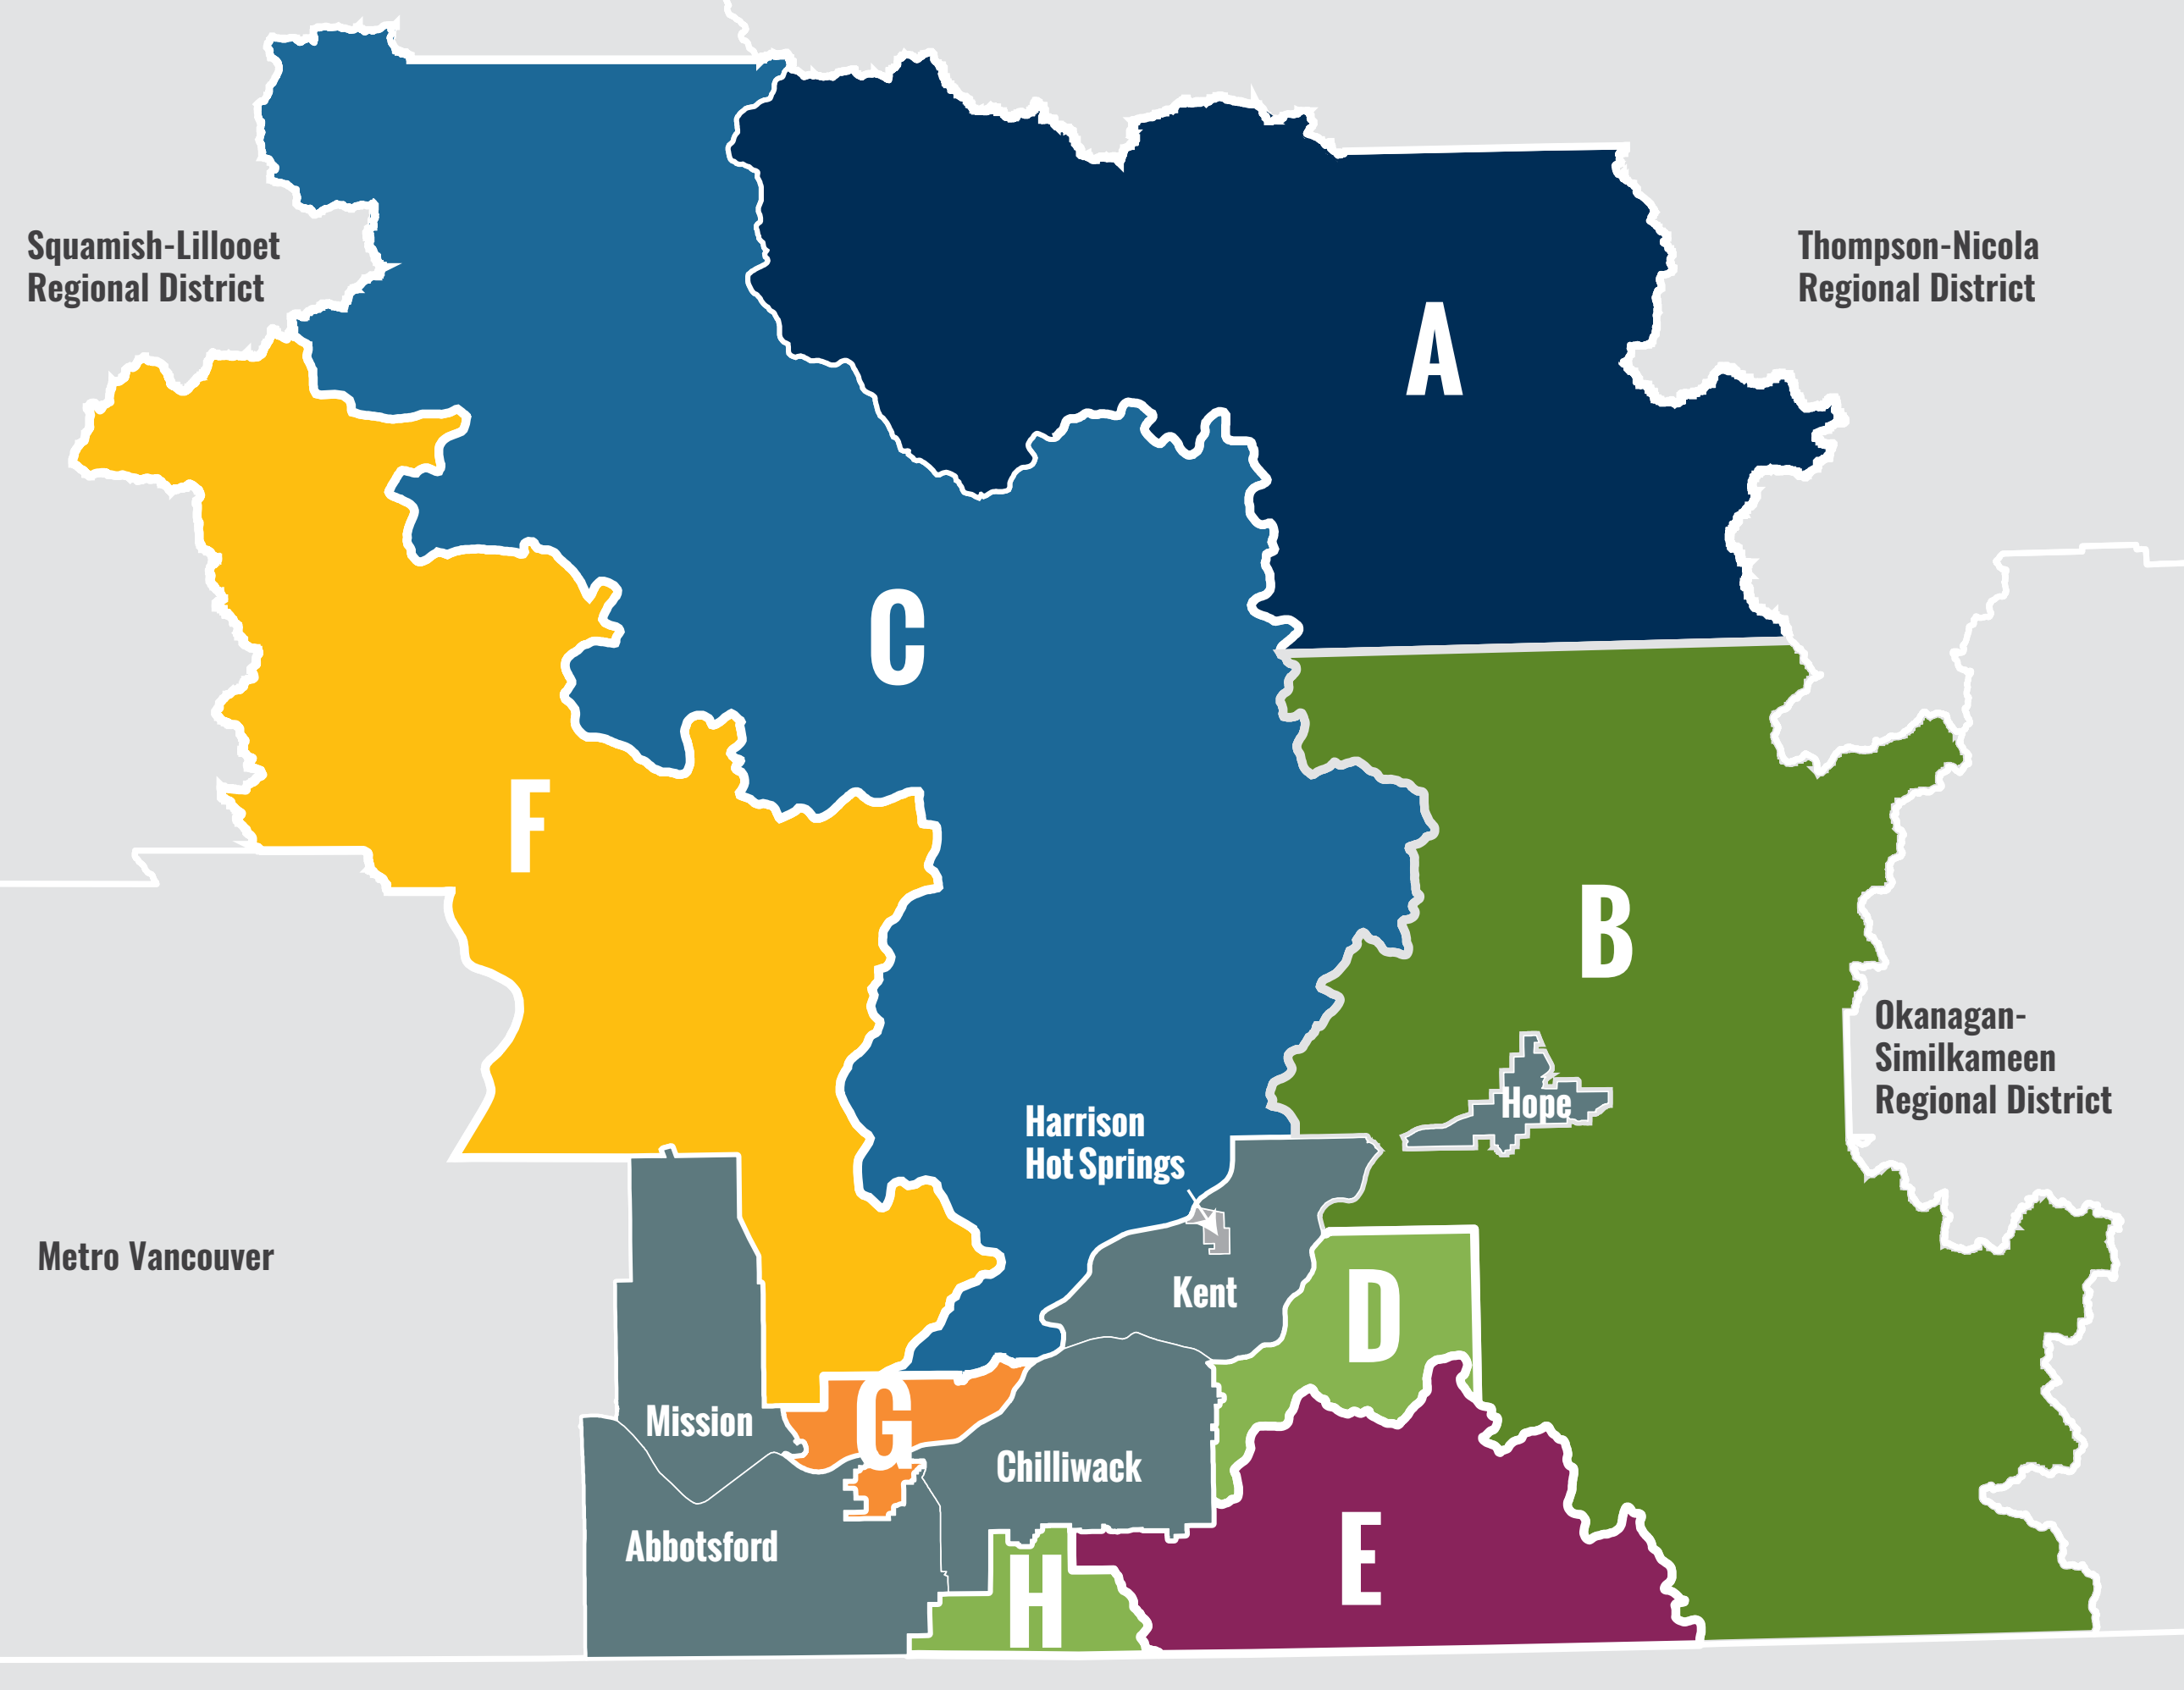 Squamish-Lillooet
Regional District
Thompson-Nicola
Regional District
A
C
F
B
Okanagan-
Similkameen
Regional District
Hope
Harrison
Hot Springs
Metro Vancouver
Kent
D
G
Mission
Chilliwack
Abbotsford
E
H